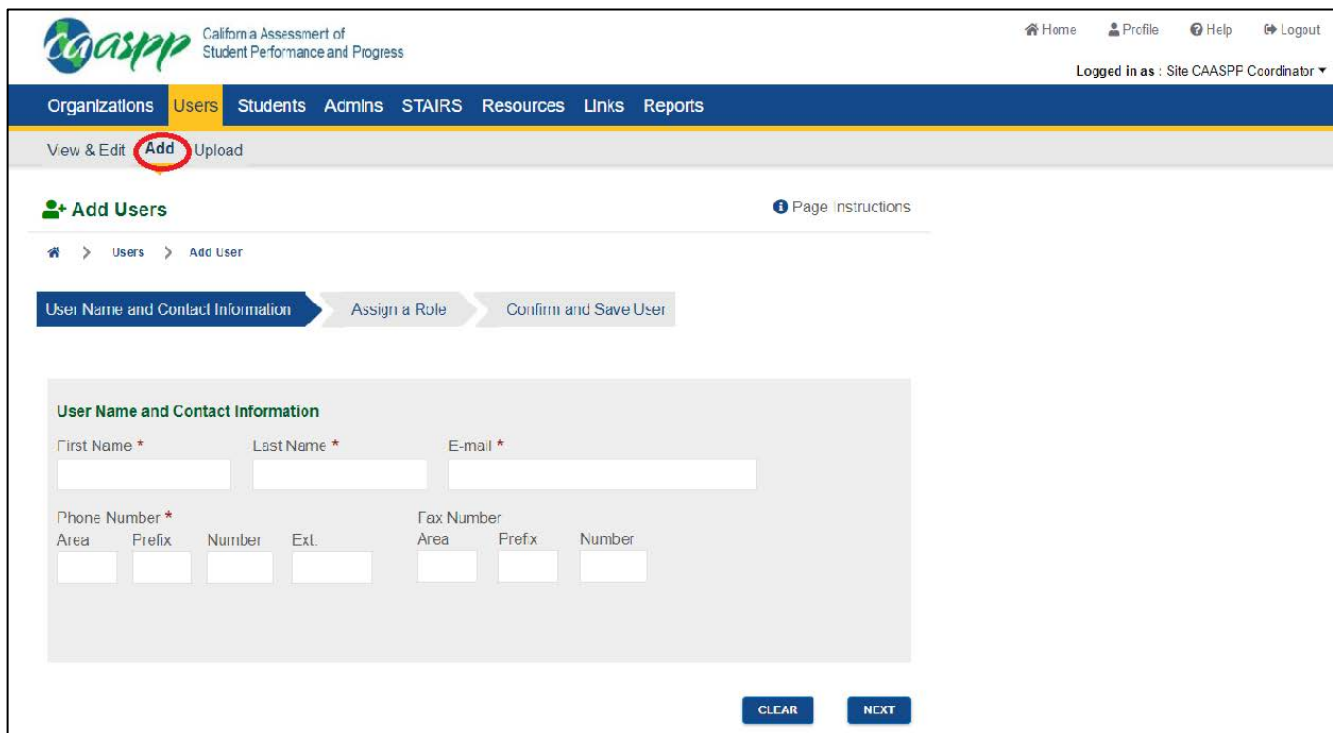 caaspp California Assessment of
Student Performance and Progress
Home Profile Help Logout
Logged in as : Site CAASPP Coordinator
Organizations Users Students Admins STAIRS Resources Links Reports
View & Edit Add Upload
Add Users
Page Instructions
> Users > Add User
User Name and Contact Information Assign a Role Confirm and Save User
User Name and Contact Information
First Name * Last Name * E-mail *
Phone Number * Fax Number
Area Prefix Number Ext. Area Prefix Number
CLEAR NEXT